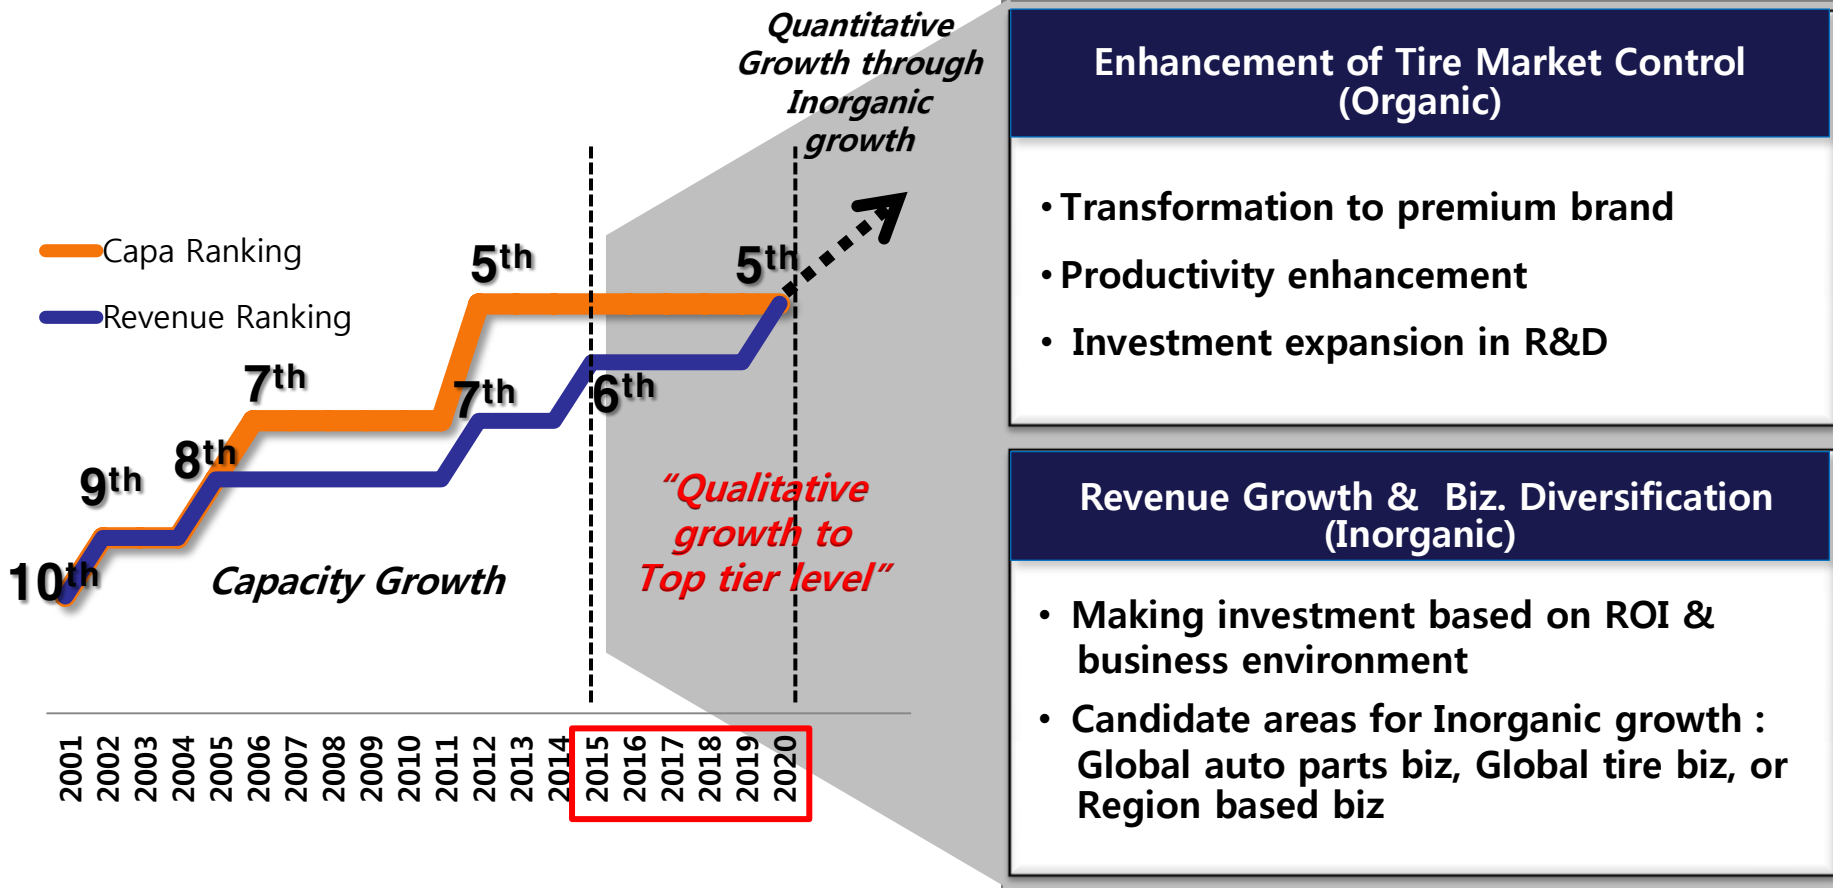 Quantitative
Growth through
Inorganic
growth
Capa Ranking
Revenue Ranking
10th
9th
8th
7th
5th
7th
6th
5th
Capacity Growth
“Qualitative
growth to
Top tier level”
2001
2002
2003
2004
2005
2006
2007
2008
2009
2010
2011
2012
2013
2014
2015
2016
2017
2018
2019
2020
Enhancement of Tire Market Control
(Organic)
• Transformation to premium brand
• Productivity enhancement
• Investment expansion in R&D
Revenue Growth & Biz. Diversification
(Inorganic)
• Making investment based on ROI &
business environment
• Candidate areas for Inorganic growth :
Global auto parts biz, Global tire biz, or
Region based biz